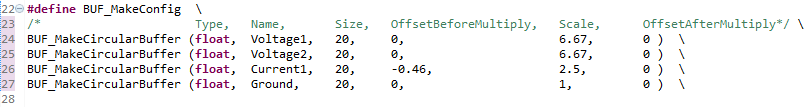 22 #define BUF_MakeConfig \
23 /* Type, Name, Size, OffsetBeforeMultiply, Scale, OffsetAfterMultiply*/ \
24 BUF_MakeCircularBuffer (float, Voltage1, 20, 0, 6.67, 0 ) \
25 BUF_MakeCircularBuffer (float, Voltage2, 20, 0, 6.67, 0 ) \
26 BUF_MakeCircularBuffer (float, Current1, 20, -0.46, 2.5, 0 ) \
27 BUF_MakeCircularBuffer (float, Ground, 20, 0, 1, 0 ) \
28